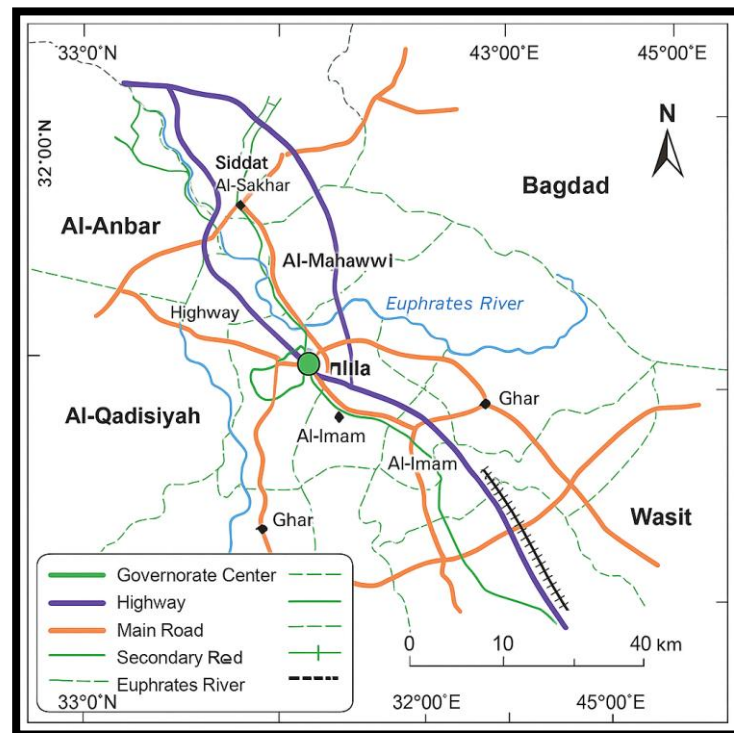 33°0°N
43°00°E
45°00°E
32°00°N
N
Siddat
Al-Sakhar
Bagdad
Al-Anbar
Al-Mahawwi
Euphrates River
Highway
Ghar
Al-Qadisiyah
Al-Imam
Al-Imam
Wasit
Ghar
Governorate Center
Highway
Main Road
Secondary
Euphrates River
0 10 20 40 km
33°0°N
32°00°E
45°00°E